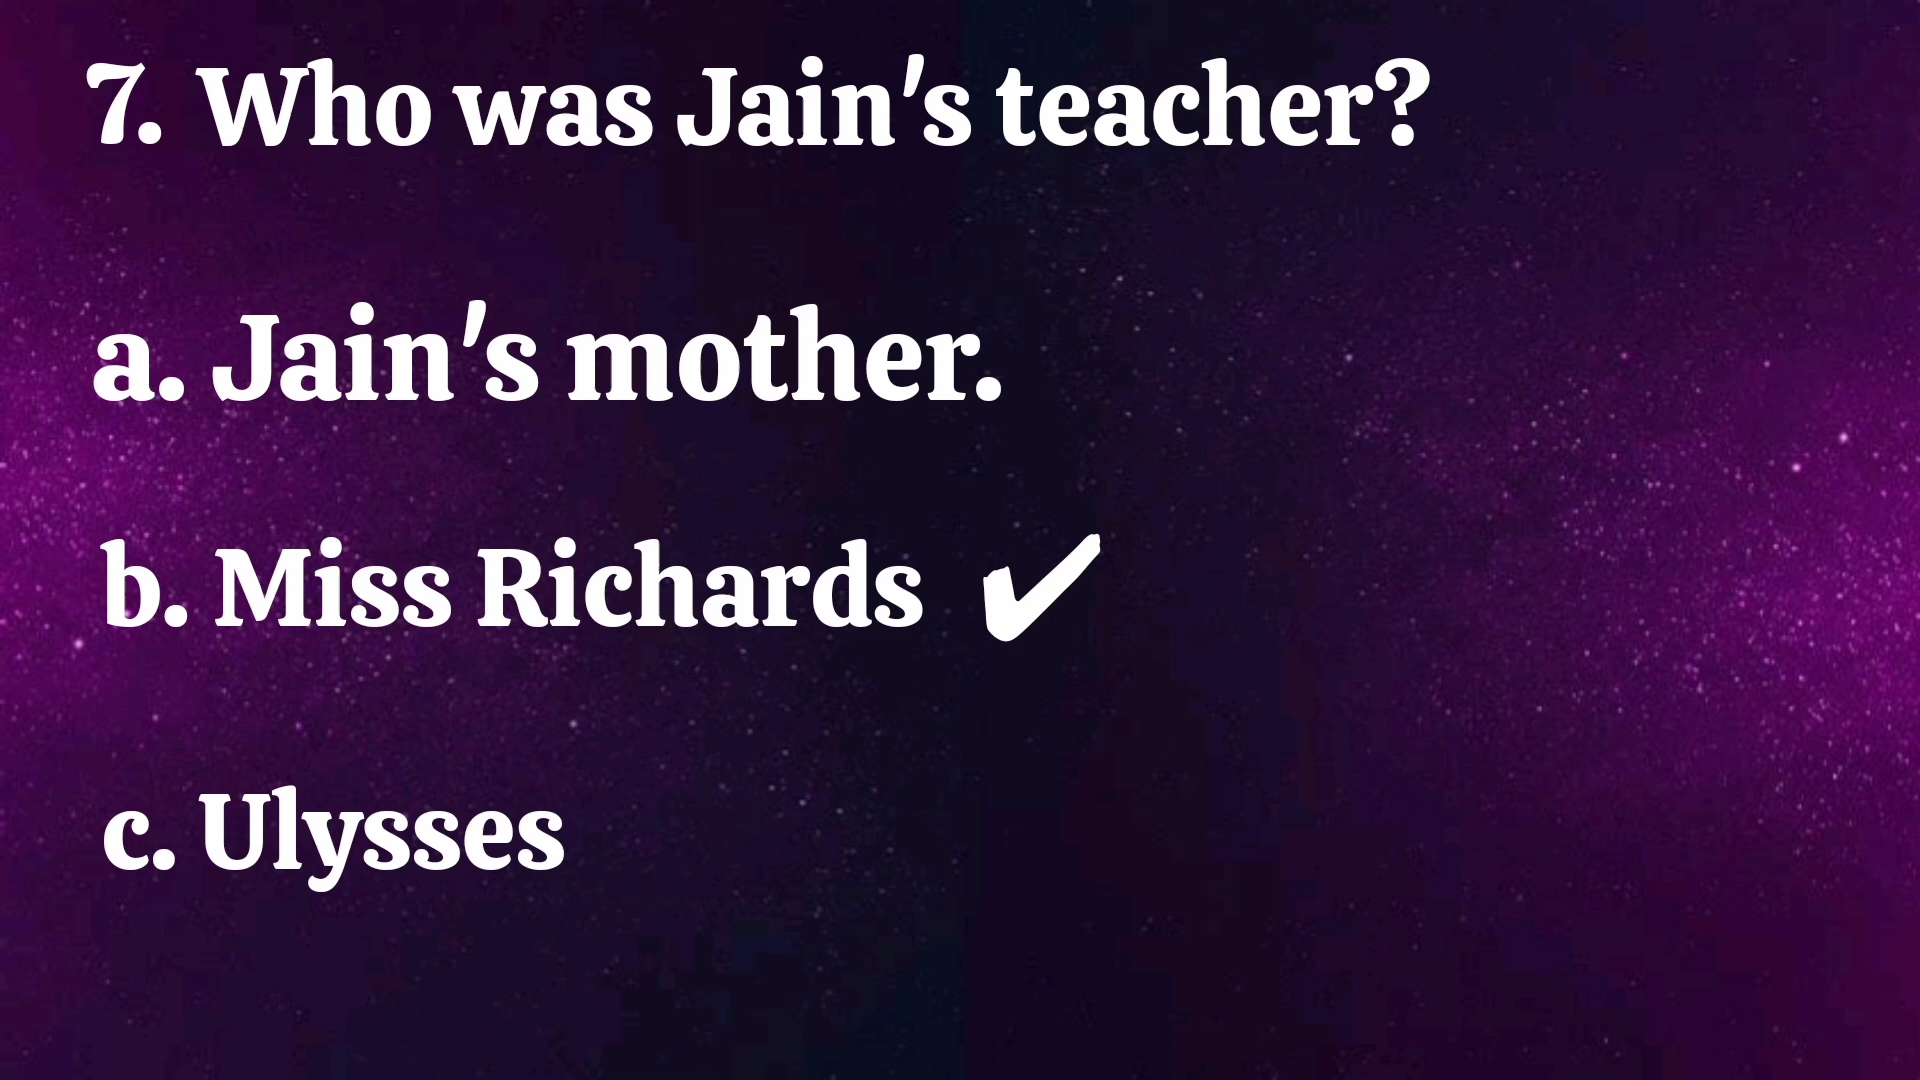 7. Who was Jain's teacher?
a. Jain's mother.
b. Miss Richards ✔
c. Ulysses